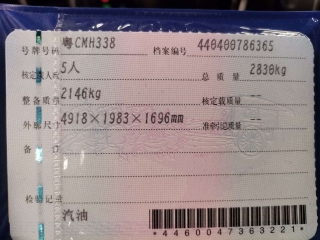 号牌号码 粤CMH338 档案编号 440400786365
核定载人数 5人 总质量 2830kg
整备质量 2146kg 核定载质量 --
外廓尺寸 4918×1983×1696mm 准牵引总质量 --
备注
检验记录
汽油
*4460047363221*